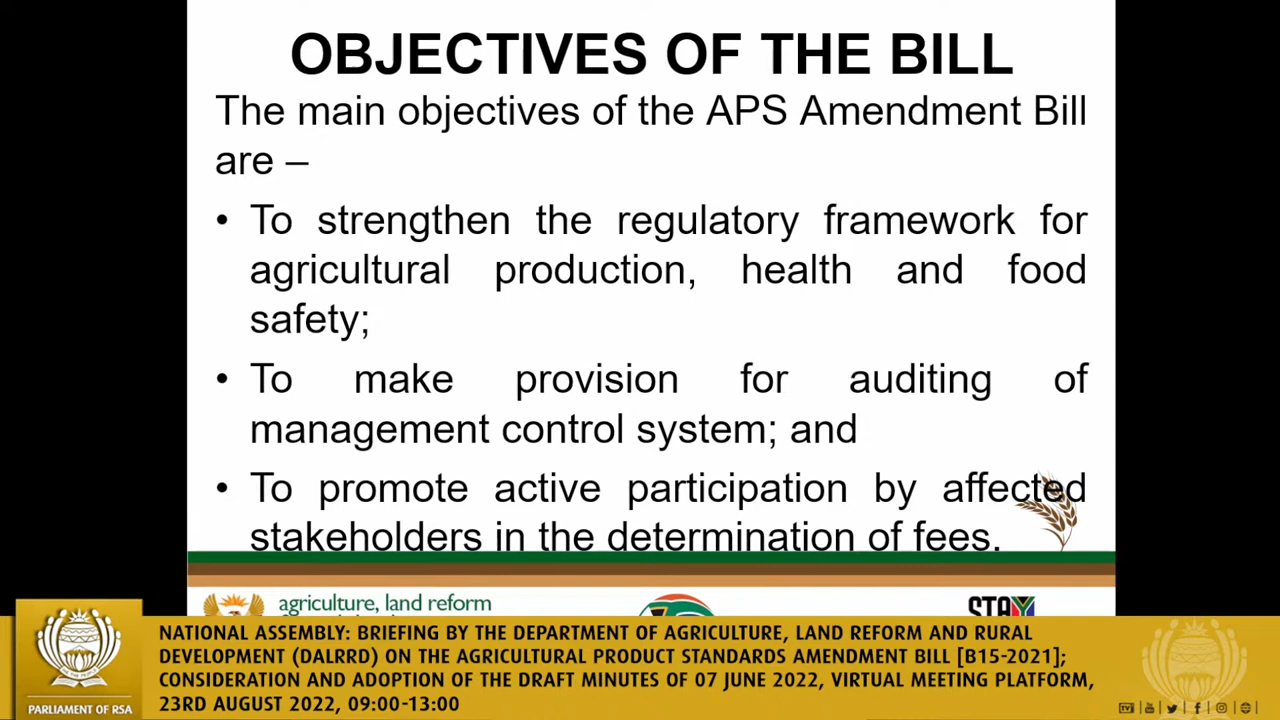 OBJECTIVES OF THE BILL
The main objectives of the APS Amendment Bill
are –
• To strengthen the regulatory framework for
agricultural production, health and food
safety;
• To make provision for auditing of
management control system; and
• To promote active participation by affected
stakeholders in the determination of fees.
agriculture, land reform
STAY
NATIONAL ASSEMBLY: BRIEFING BY THE DEPARTMENT OF AGRICULTURE, LAND REFORM AND RURAL
DEVELOPMENT (DALRRD) ON THE AGRICULTURAL PRODUCT STANDARDS AMENDMENT BILL [B15-2021];
CONSIDERATION AND ADOPTION OF THE DRAFT MINUTES OF 07 JUNE 2022, VIRTUAL MEETING PLATFORM,
23RD AUGUST 2022, 09:00-13:00
PARLIAMENT OF RSA